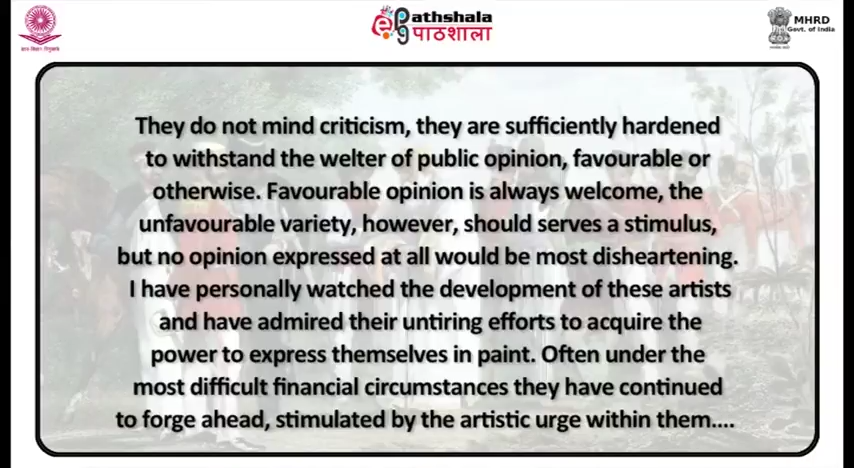 Pathshala
पाठशाला
MHRD
Govt. of India
They do not mind criticism, they are sufficiently hardened
to withstand the welter of public opinion, favourable or
otherwise. Favourable opinion is always welcome, the
unfavourable variety, however, should serves a stimulus,
but no opinion expressed at all would be most disheartening.
I have personally watched the development of these artists
and have admired their untiring efforts to acquire the
power to express themselves in paint. Often under the
most difficult financial circumstances they have continued
to forge ahead, stimulated by the artistic urge within them....